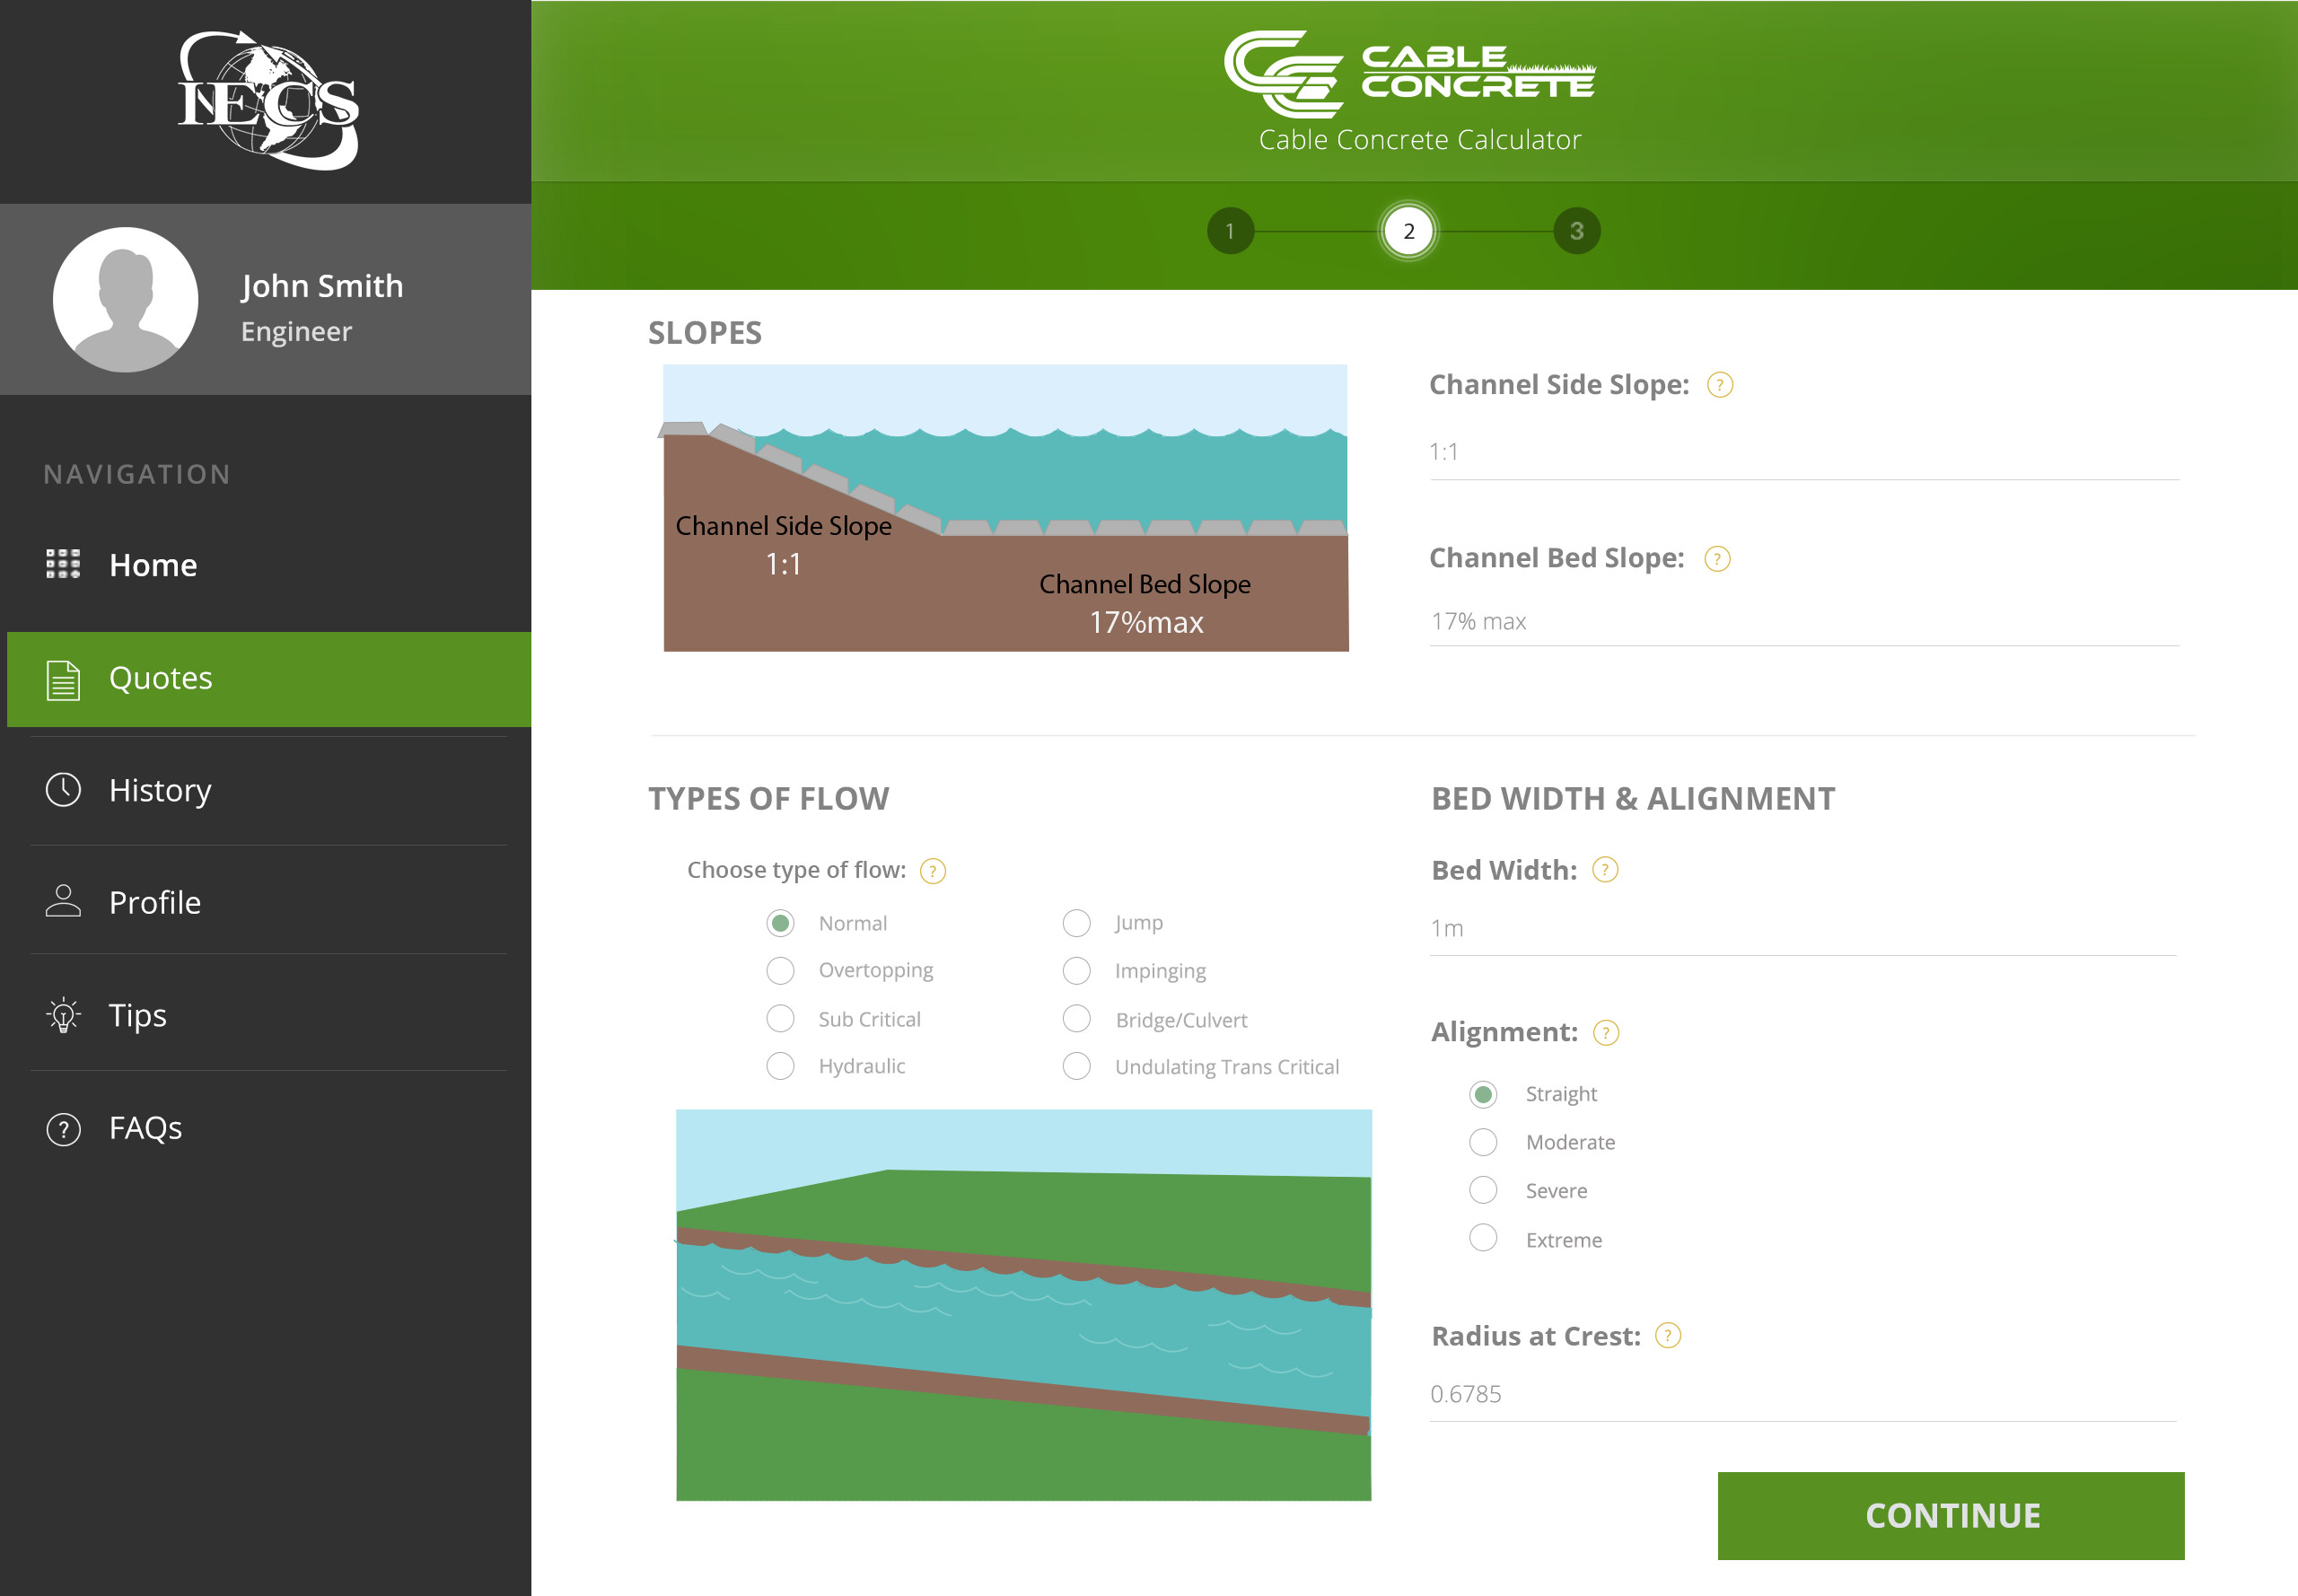 IECS
John Smith
Engineer
NAVIGATION
Home
Quotes
History
Profile
Tips
? FAQs
CABLE
CONCRETE
Cable Concrete Calculator
1 2 3
SLOPES
Channel Side Slope
1:1
Channel Bed Slope
17%max
Channel Side Slope: ?
1:1
Channel Bed Slope: ?
17% max
TYPES OF FLOW
Choose type of flow: ?
Normal
Jump
Overtopping
Impinging
Sub Critical
Bridge/Culvert
Hydraulic
Undulating Trans Critical
BED WIDTH & ALIGNMENT
Bed Width: ?
1m
Alignment: ?
Straight
Moderate
Severe
Extreme
Radius at Crest: ?
0.6785
CONTINUE